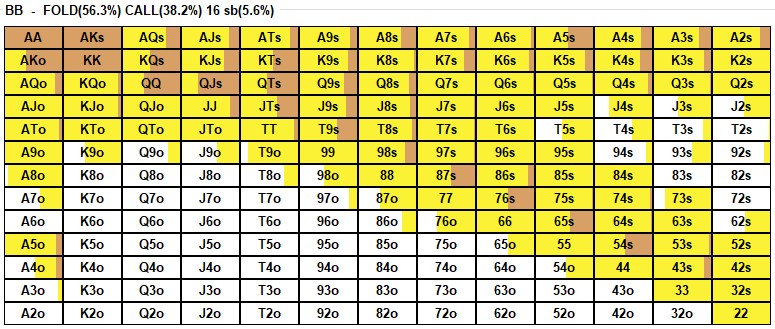 BB - FOLD(56.3%) CALL(38.2%) 16 sb(5.6%)
AA AKs AQs AJs ATs A9s A8s A7s A6s A5s A4s A3s A2s
AKo KK KQs KJs KTs K9s K8s K7s K6s K5s K4s K3s K2s
AQo KQo QQ QJs QTs Q9s Q8s Q7s Q6s Q5s Q4s Q3s Q2s
AJo KJo QJo JJ JTs J9s J8s J7s J6s J5s J4s J3s J2s
ATo KTo QTo JTo TT T9s T8s T7s T6s T5s T4s T3s T2s
A9o K9o Q9o J9o T9o 99 98s 97s 96s 95s 94s 93s 92s
A8o K8o Q8o J8o T8o 98o 88 87s 86s 85s 84s 83s 82s
A7o K7o Q7o J7o T7o 97o 87o 77 76s 75s 74s 73s 72s
A6o K6o Q6o J6o T6o 96o 86o 76o 66 65s 64s 63s 62s
A5o K5o Q5o J5o T5o 95o 85o 75o 65o 55 54s 53s 52s
A4o K4o Q4o J4o T4o 94o 84o 74o 64o 54o 44 43s 42s
A3o K3o Q3o J3o T3o 93o 83o 73o 63o 53o 43o 33 32s
A2o K2o Q2o J2o T2o 92o 82o 72o 62o 52o 42o 32o 22